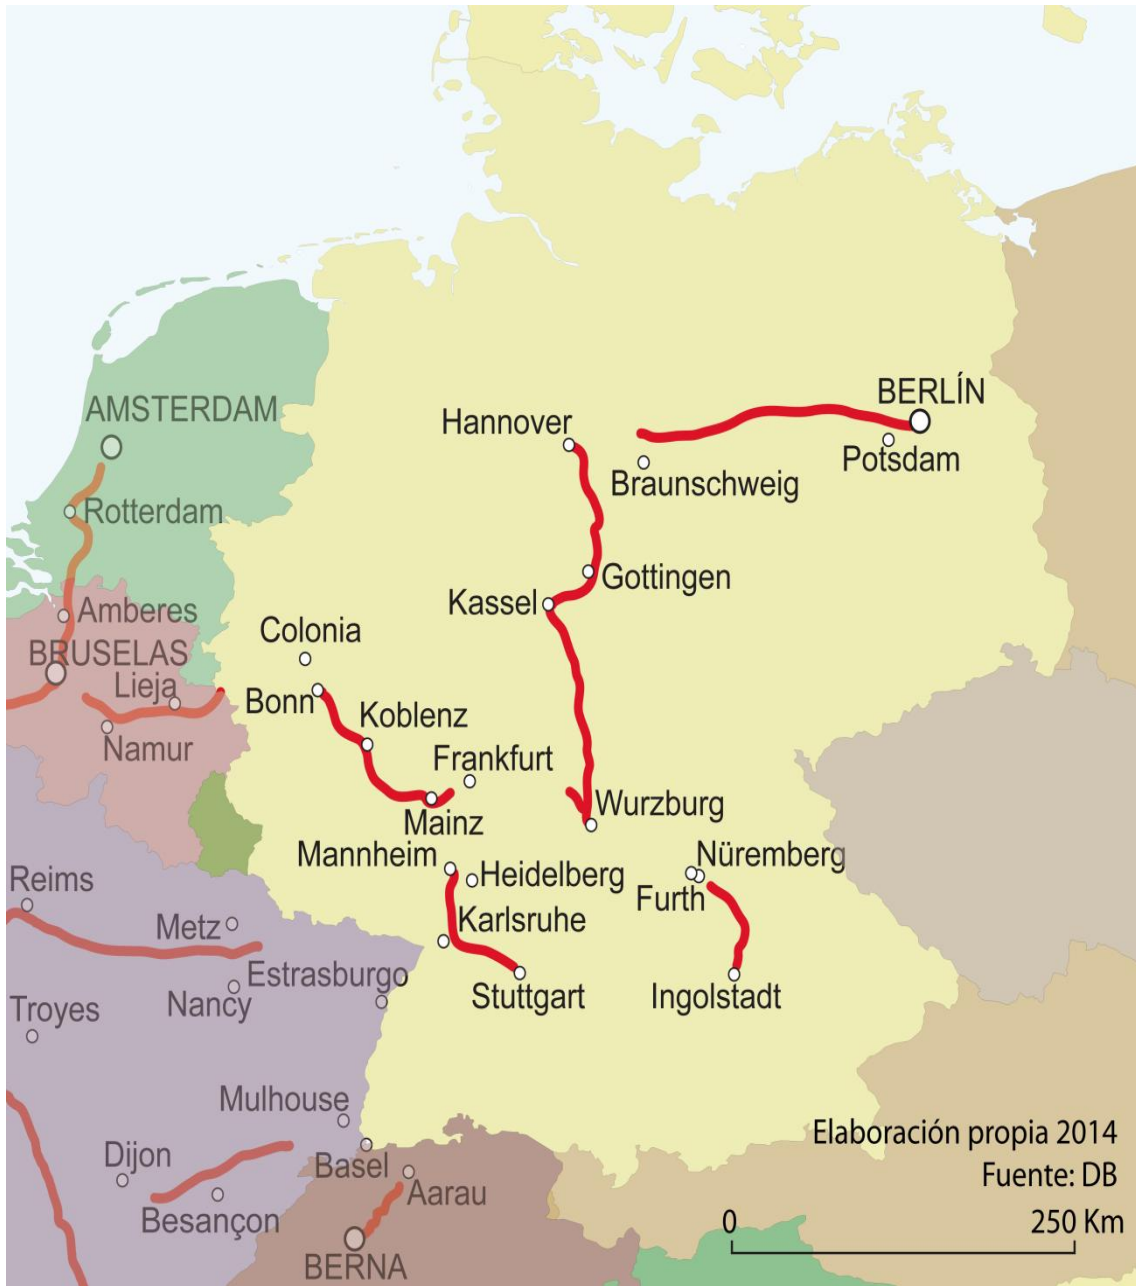 BERLÍN
AMSTERDAM
Hannover
Potsdam
Braunschweig
Rotterdam
Gottingen
Kassel
Amberes
Colonia
BRUSELAS
Lieja
Bonn
Koblenz
Namur
Frankfurt
Wurzburg
Mainz
Mannheim
Nüremberg
Heidelberg
Reims
Furth
Karlsruhe
Metz
Estrasburgo
Stuttgart
Ingolstadt
Nancy
Troyes
Mulhouse
Elaboración propia 2014
Dijon
Basel
Fuente: DB
Aarau
Besançon
0
250 Km
BERNA